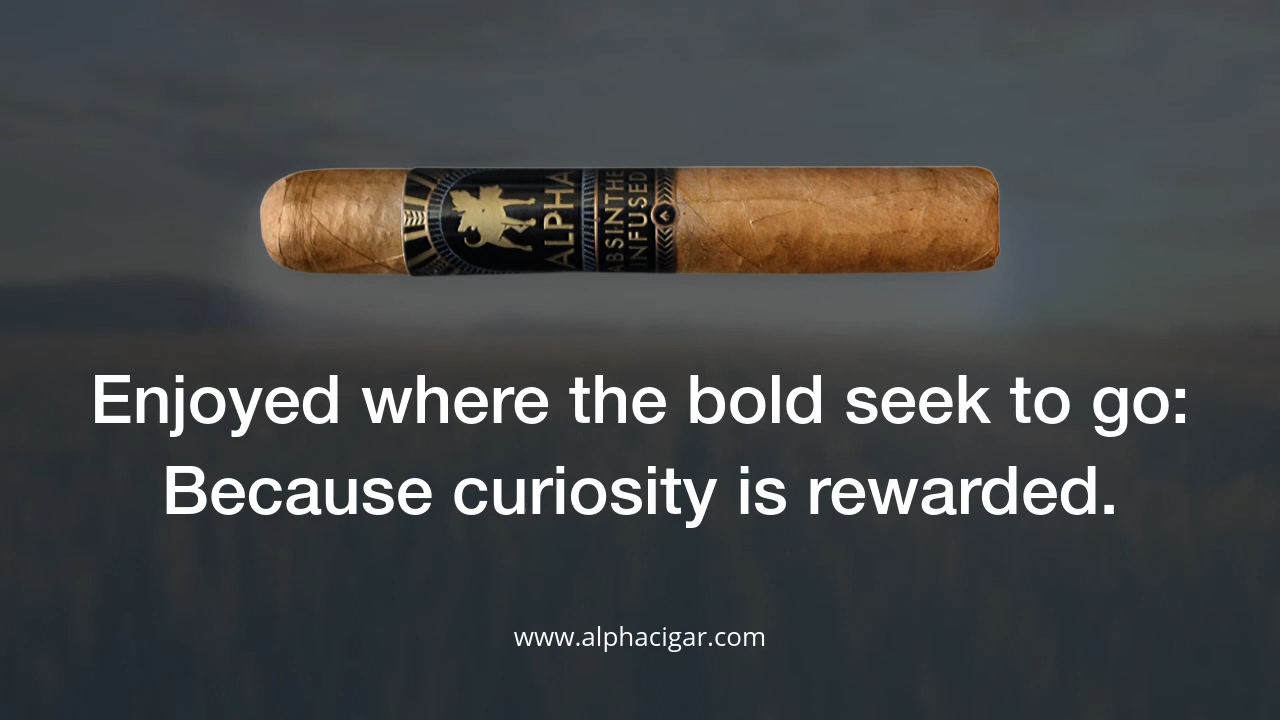 ALPHA
ABSINTHE
INFUSED
Enjoyed where the bold seek to go:
Because curiosity is rewarded.
www.alphacigar.com